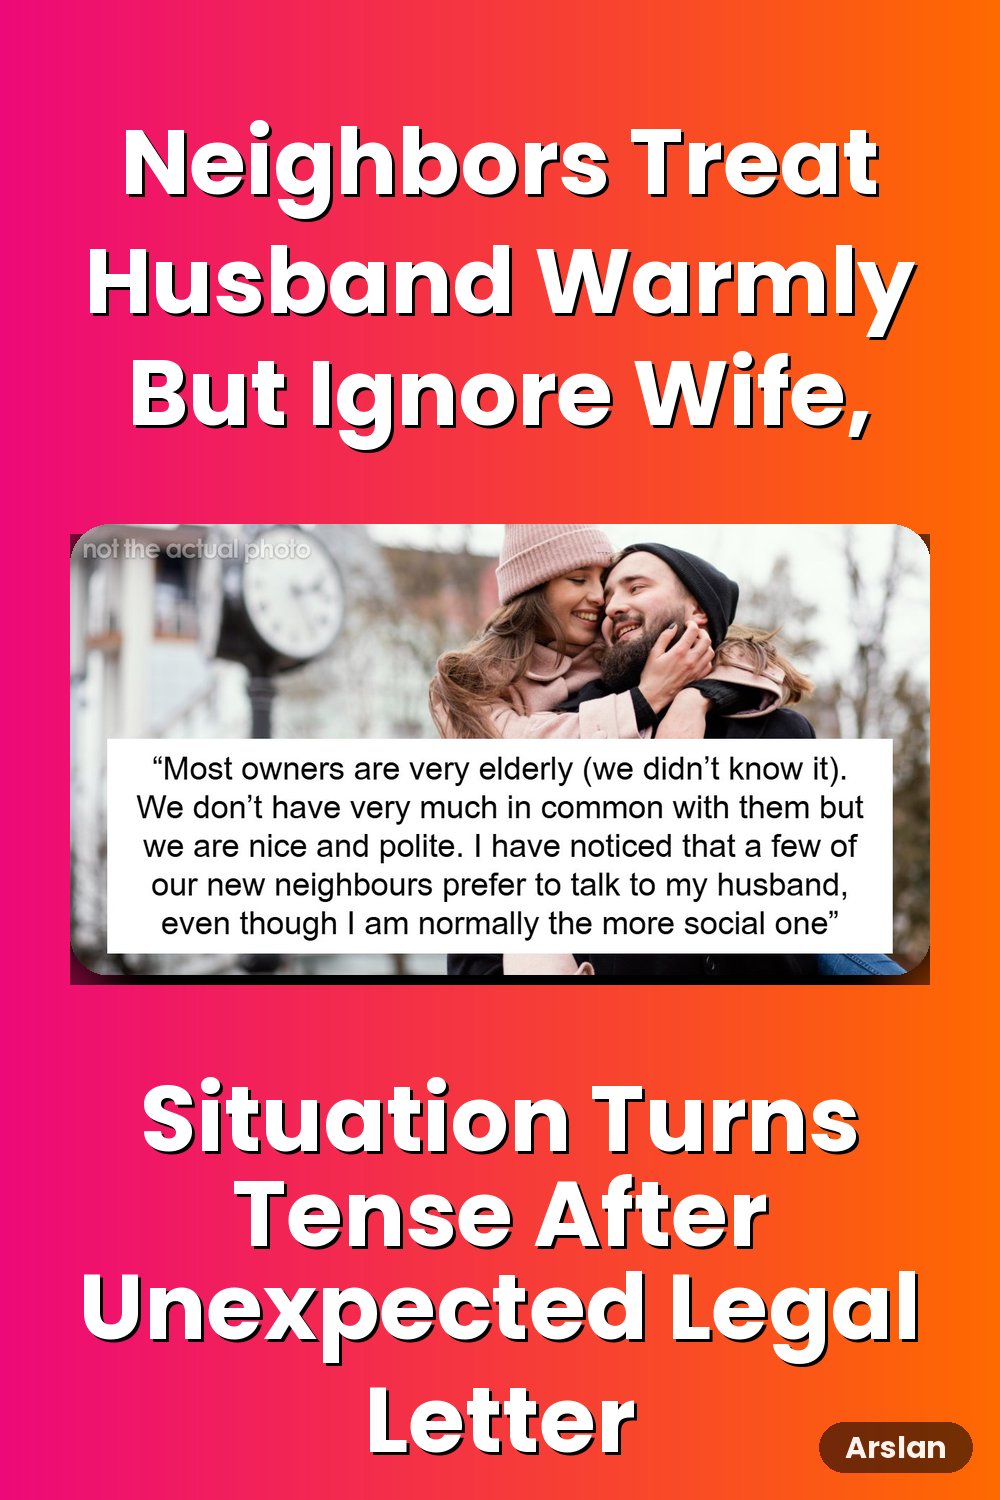 Neighbors Treat
Husband Warmly
But Ignore Wife,
not the actual photo
“Most owners are very elderly (we didn’t know it).
We don’t have very much in common with them but
we are nice and polite. I have noticed that a few of
our new neighbours prefer to talk to my husband,
even though I am normally the more social one”
Situation Turns
Tense After
Unexpected Legal
Letter
Arslan